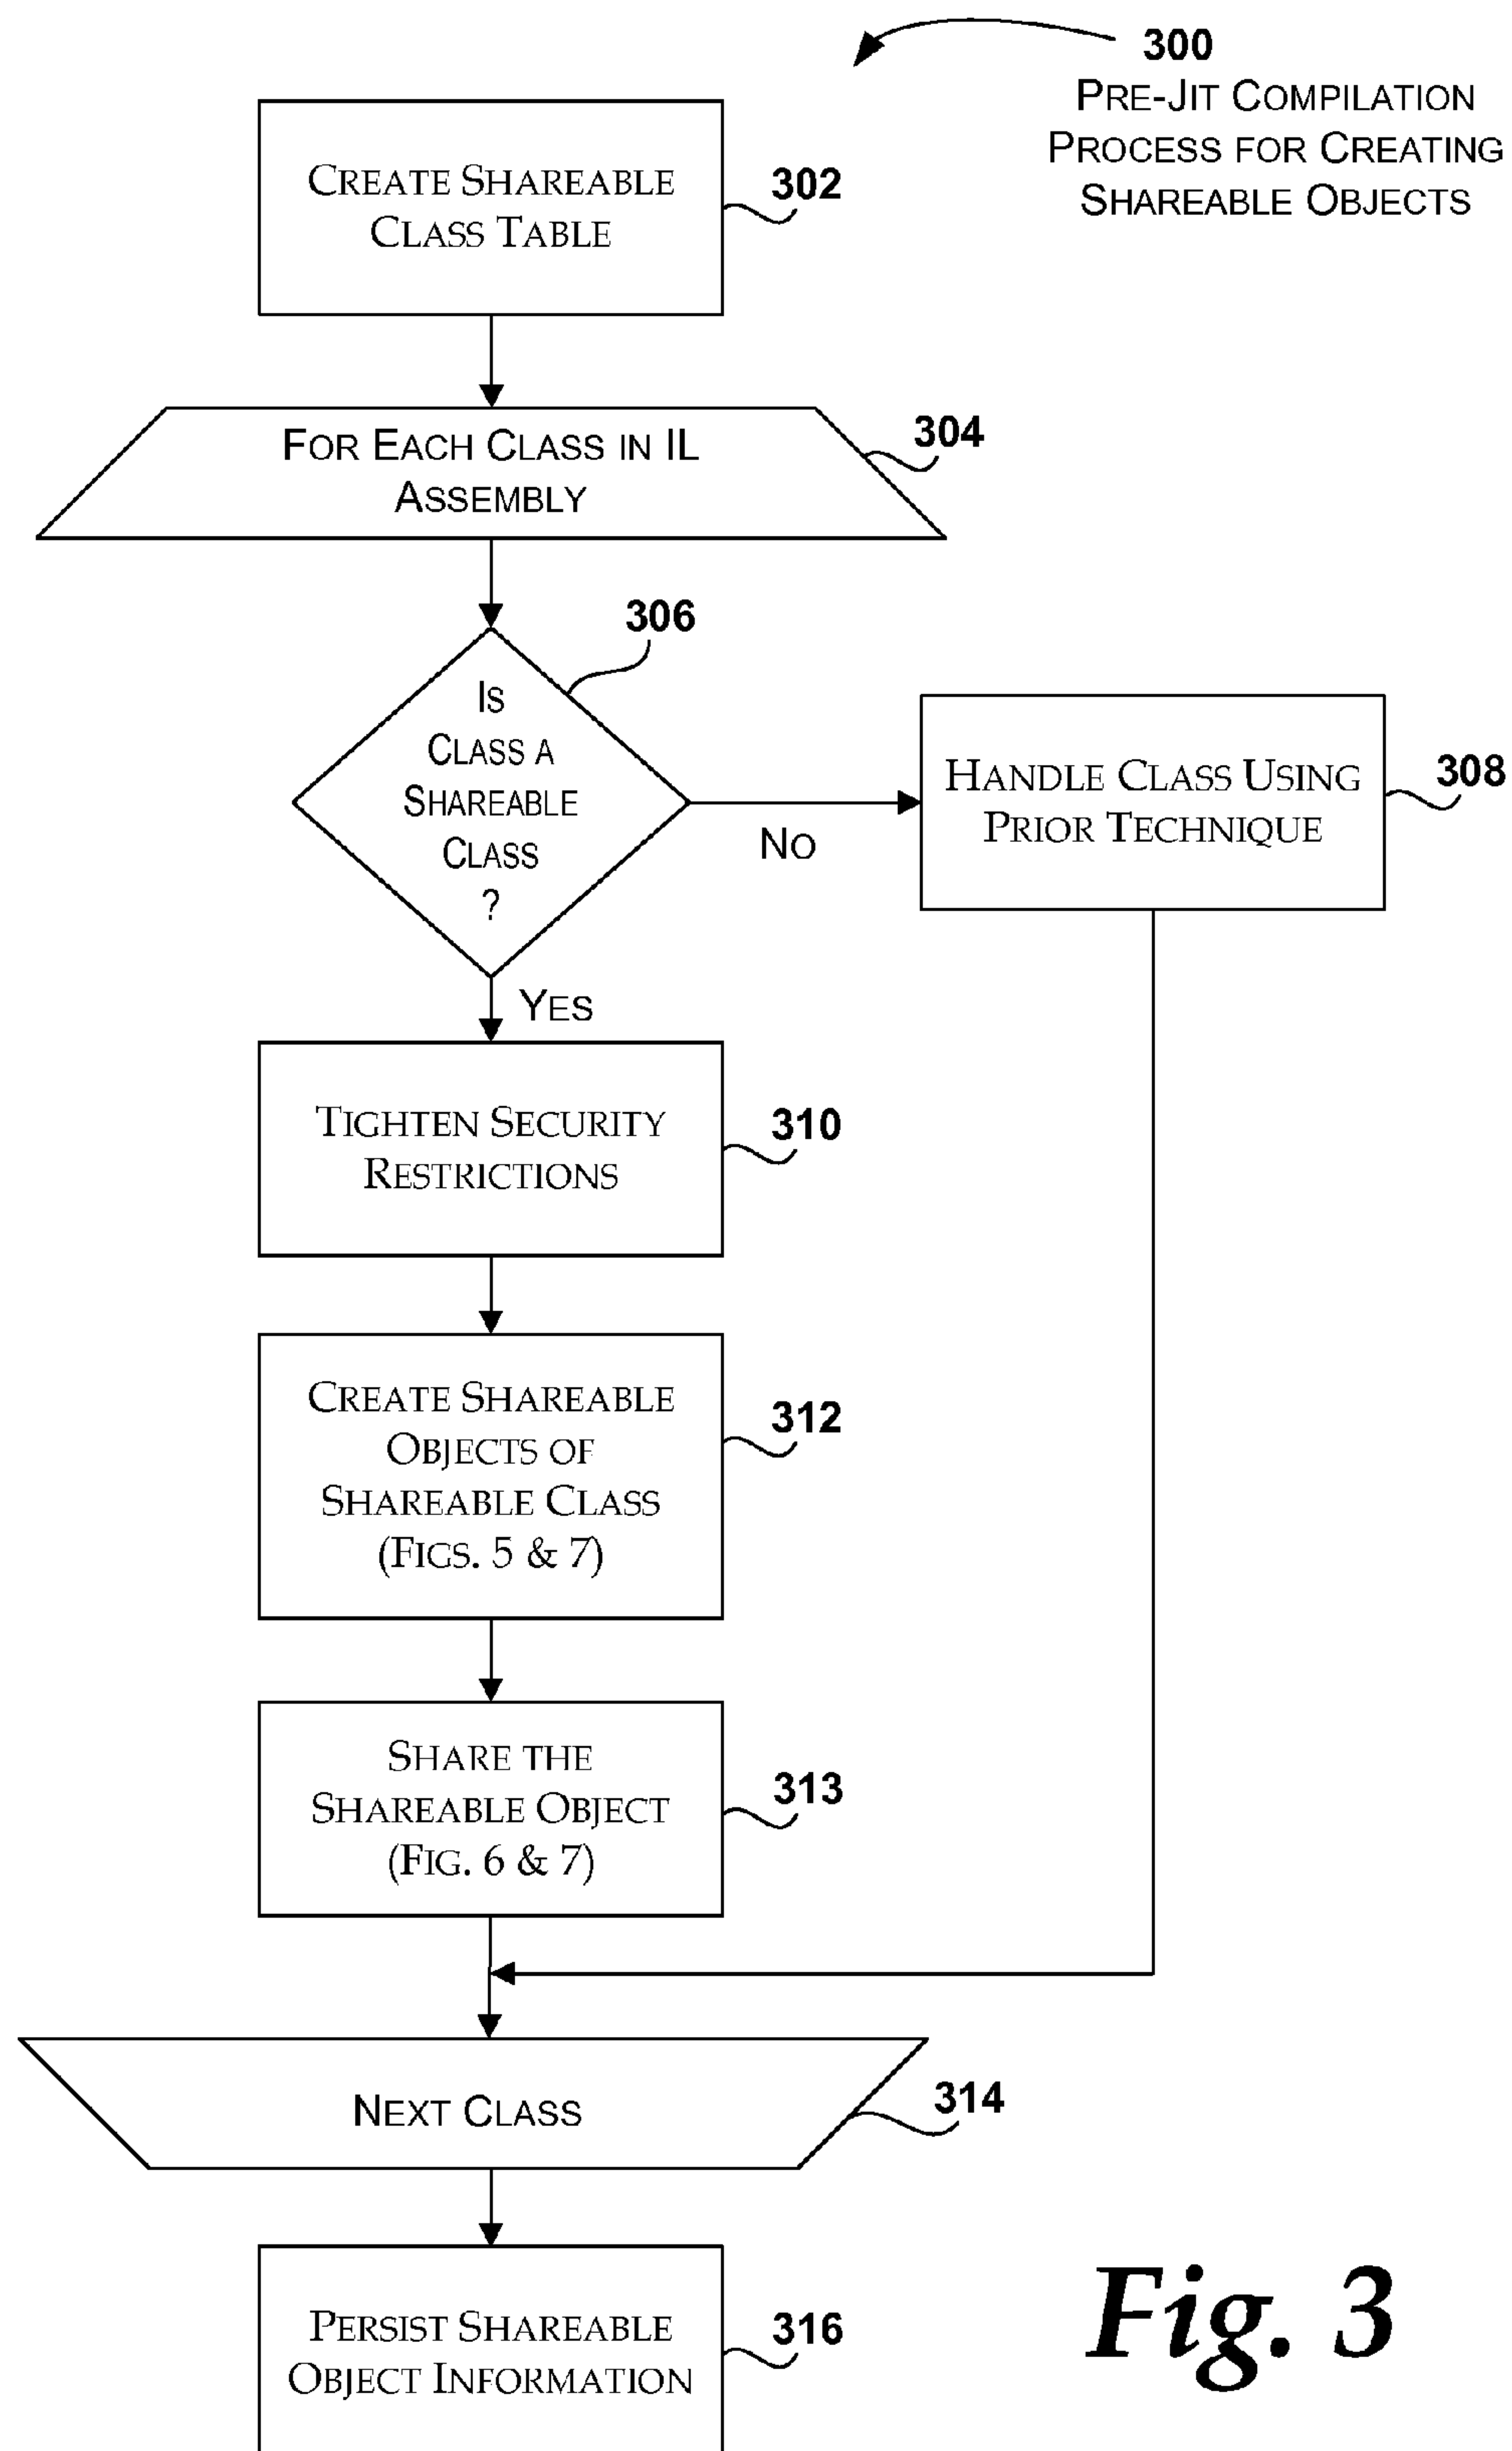 300
PRE-JIT COMPILATION
PROCESS FOR CREATING
SHAREABLE OBJECTS
CREATE SHAREABLE
CLASS TABLE
302
FOR EACH CLASS IN IL
ASSEMBLY
304
306
IS
CLASS A
SHAREABLE
CLASS
?
NO
HANDLE CLASS USING
PRIOR TECHNIQUE
308
YES
TIGHTEN SECURITY
RESTRICTIONS
310
CREATE SHAREABLE
OBJECTS OF
SHAREABLE CLASS
(FIGS. 5 & 7)
312
SHARE THE
SHAREABLE OBJECT
(FIG. 6 & 7)
313
NEXT CLASS
314
PERSIST SHAREABLE
OBJECT INFORMATION
316
Fig. 3